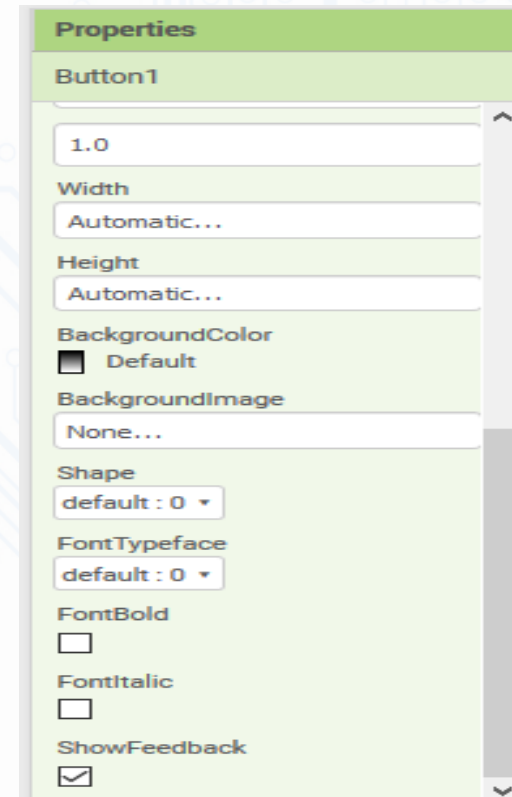 Properties
Button1
1.0
Width
Automatic...
Height
Automatic...
BackgroundColor
Default
BackgroundImage
None...
Shape
default : 0
FontTypeface
default : 0
FontBold
FontItalic
ShowFeedback